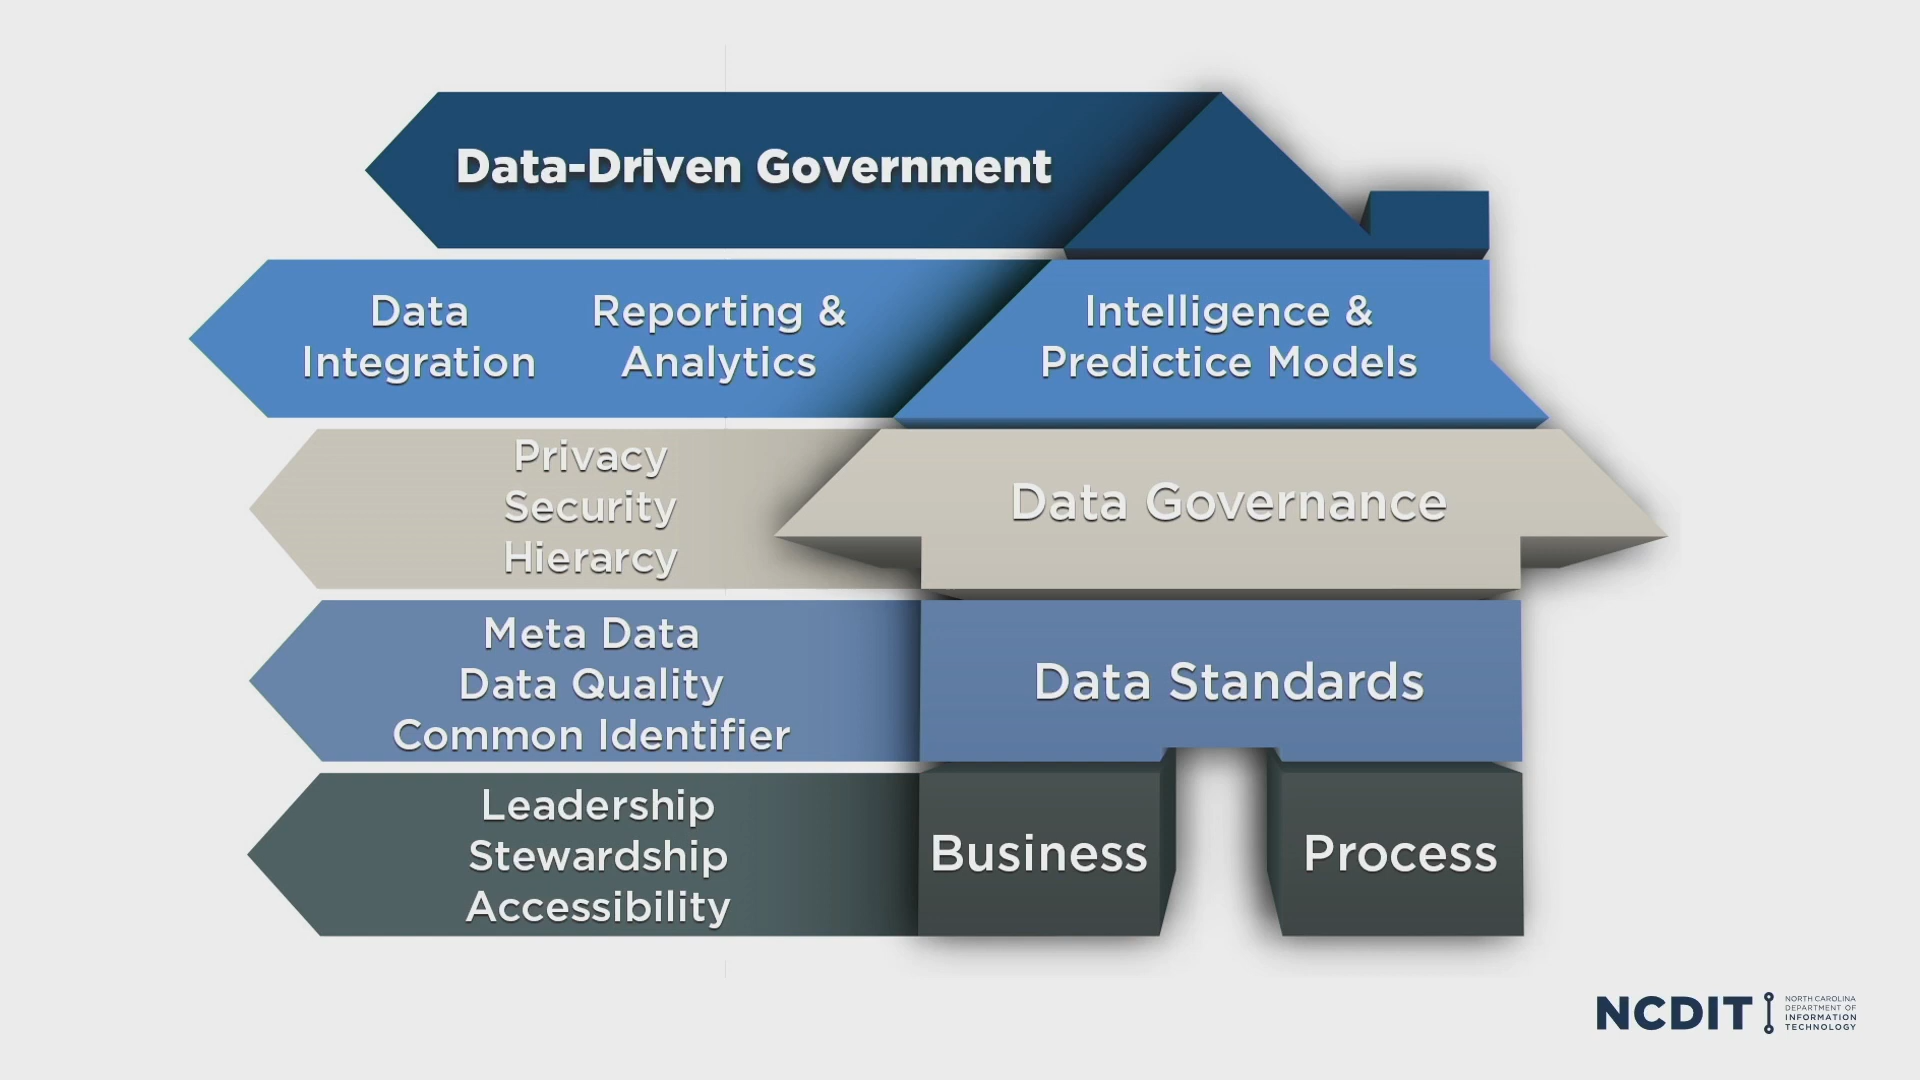 Data-Driven Government
Data
Integration
Reporting &
Analytics
Intelligence &
Predictice Models
Privacy
Security
Hierarcy
Data Governance
Meta Data
Data Quality
Common Identifier
Data Standards
Leadership
Stewardship
Accessibility
Business
Process
NCDIT
NORTH CAROLINA
DEPARTMENT OF
INFORMATION
TECHNOLOGY